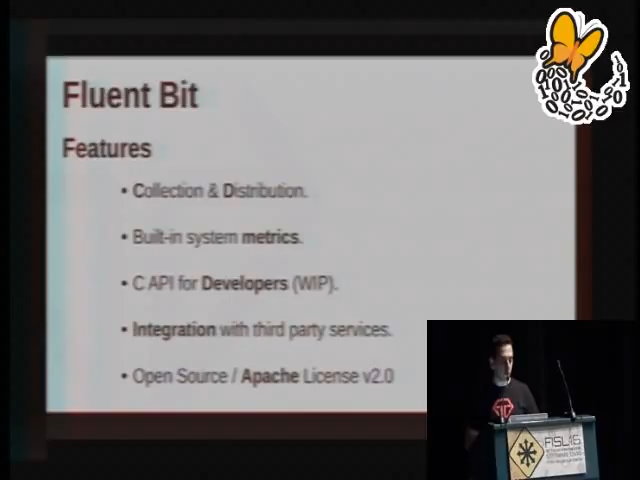 Fluent Bit
Features
• Collection & Distribution.
• Built-in system metrics.
• C API for Developers (WIP).
• Integration with third party services.
• Open Source / Apache License v2.0
FISL16